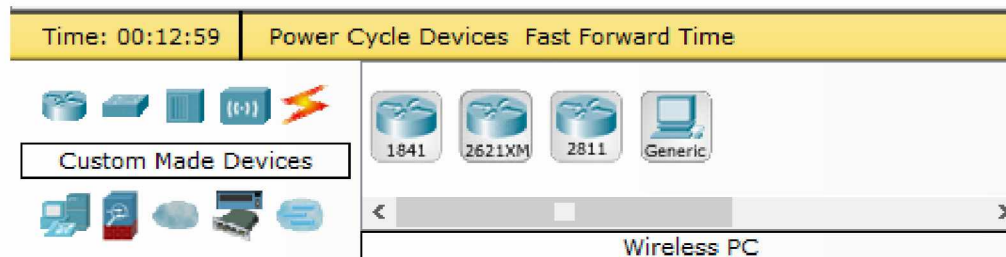 Time: 00:12:59 Power Cycle Devices Fast Forward Time
1841 2621XM 2811 Generic
Custom Made Devices
Wireless PC